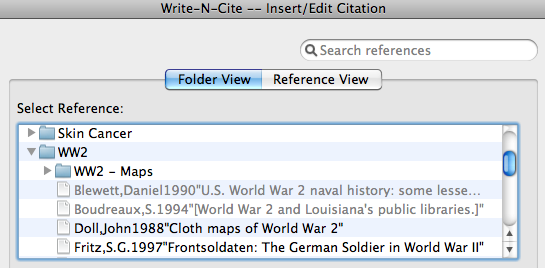 Write-N-Cite -- Insert/Edit Citation
Search references
Folder View Reference View
Select Reference:
Skin Cancer
WW2
WW2 - Maps
Blewett,Daniel1990"U.S. World War 2 naval history: some lesse...
Boudreaux,S.1994"[World War 2 and Louisiana's public libraries.]"
Doll,John1988"Cloth maps of World War 2"
Fritz,S.G.1997"Frontsoldaten: The German Soldier in World War II"